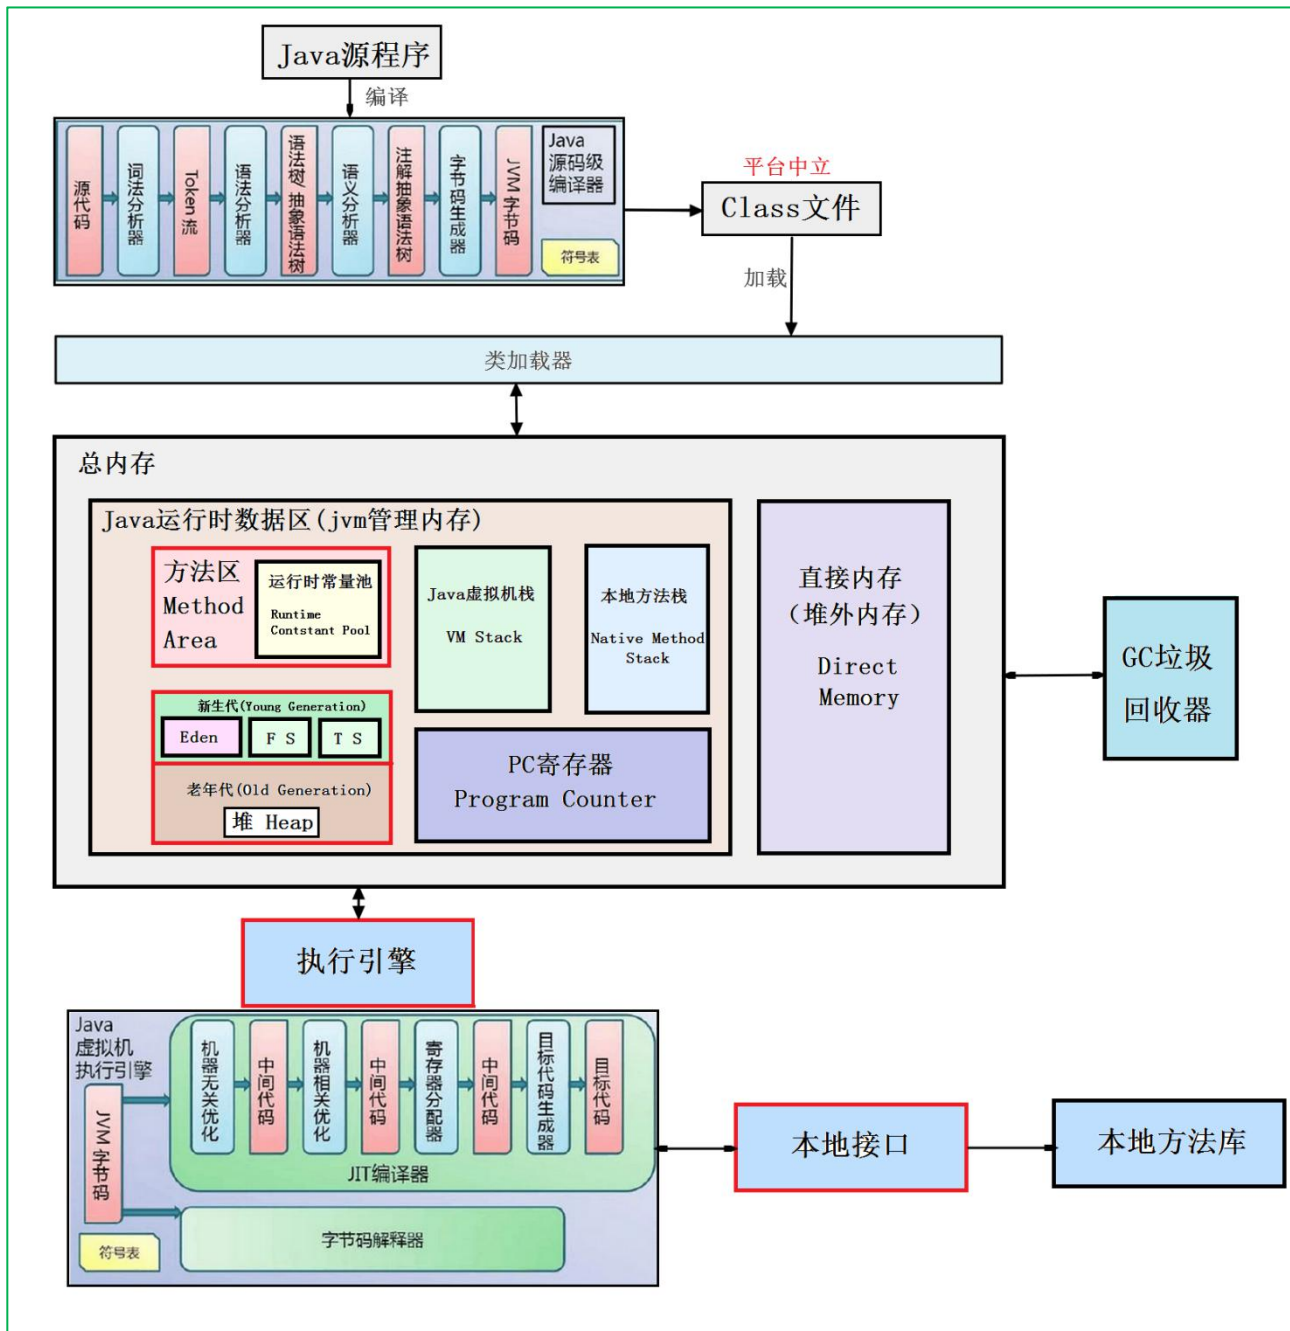 Java源程序
编译
源代码
词法分析器
Token流
语法分析器
语法树/抽象语法树
语义分析器
注解抽象语法树
字节码生成器
JVM字节码
Java
源码级
编译器
符号表
平台中立
Class文件
加载
类加载器
总内存
Java运行时数据区(jvm管理内存)
方法区
Method
Area
运行时常量池
Runtime
Contstant Pool
Java虚拟机栈
VM Stack
本地方法栈
Native Method
Stack
直接内存
（堆外内存）
Direct
Memory
GC垃圾
回收器
新生代(Young Generation)
Eden
F S
T S
老年代(Old Generation)
堆 Heap
PC寄存器
Program Counter
执行引擎
Java
虚拟机
执行引擎
JVM字节码
机器无关优化
中间代码
机器相关优化
中间代码
寄存器分配器
中间代码
目标代码生成器
目标代码
JIT编译器
字节码解释器
符号表
本地接口
本地方法库